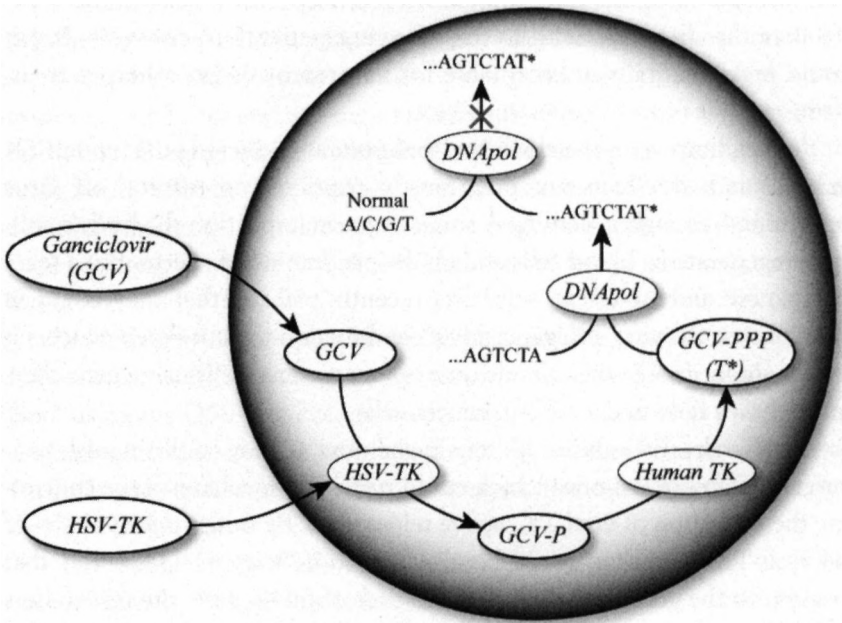 ...AGTCTAT*
DNApol
Normal
A/C/G/T
...AGTCTAT*
Ganciclovir
(GCV)
DNApol
GCV
...AGTCTA
GCV-PPP
(T*)
HSV-TK
Human TK
HSV-TK
GCV-P